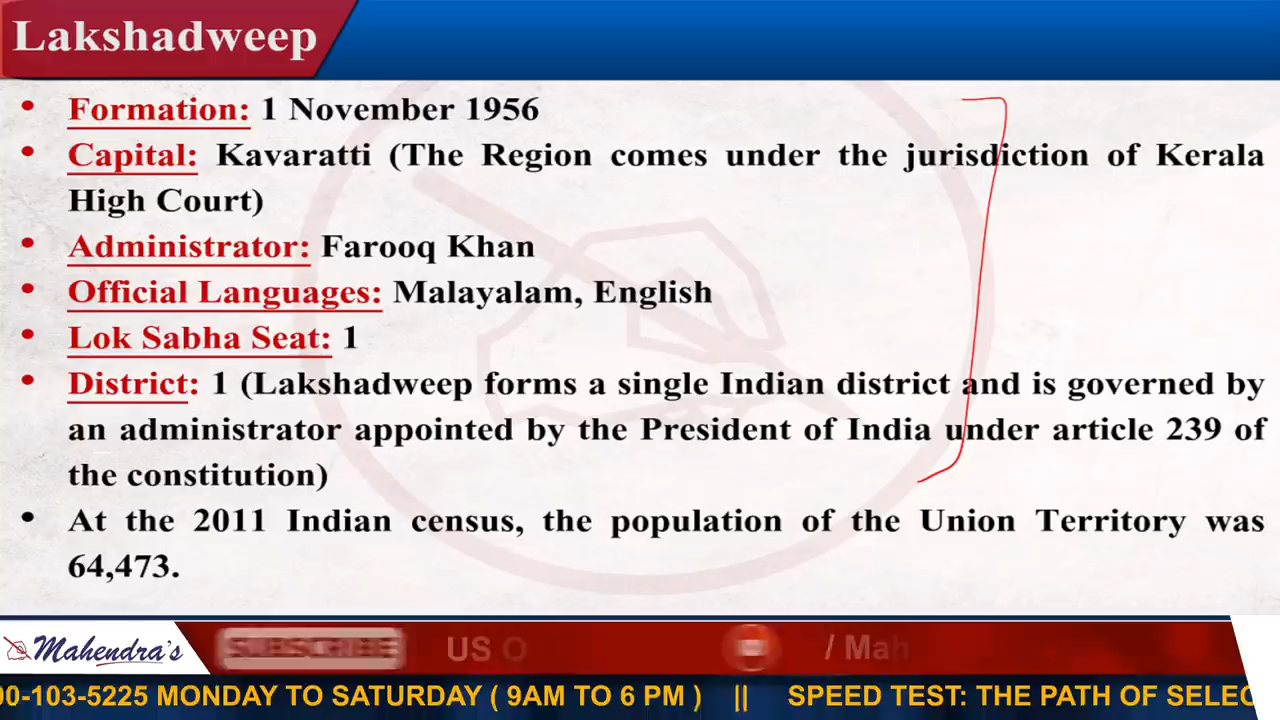 Lakshadweep
• Formation: 1 November 1956
• Capital: Kavaratti (The Region comes under the jurisdiction of Kerala
High Court)
• Administrator: Farooq Khan
• Official Languages: Malayalam, English
• Lok Sabha Seat: 1
• District: 1 (Lakshadweep forms a single Indian district and is governed by
an administrator appointed by the President of India under article 239 of
the constitution)
• At the 2011 Indian census, the population of the Union Territory was
64,473.
Mahendra's SUBSCRIBE US O / Mah
00-103-5225 MONDAY TO SATURDAY ( 9AM TO 6 PM ) || SPEED TEST: THE PATH OF SELEC